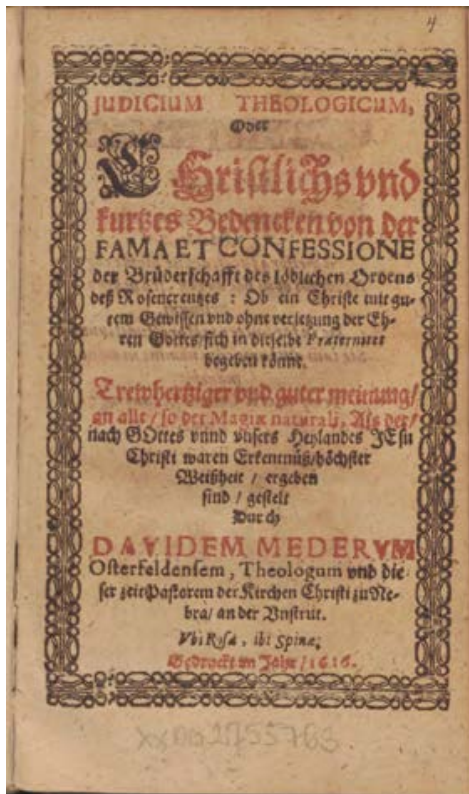 4
JUDICIUM THEOLOGICUM,
Oder
Christlichs vnd
kurtzes Bedencken von der
FAMA ET CONFESSIONE
der Brüderschafft des löblichen Ordens
deß Rosencreutzes : Ob ein Christe mit gu-
tem Gewissen vnd ohne verletzung der Eh-
ren Gottes/sich in dieselbe Fraternitet
begeben könne.
Trewhertziger vnd guter meinung/
an alle / so der Magiæ naturali, Als der/
nach GOttes vnnd vnsers Heylandes JEsu
Christi waren Erkentnüß/höchster
Weißheit / ergeben
sind / gestelt
Durch
DAVIDEM MEDERVM
Osterfeldensem, Theologum vnd die-
ser zeit Pastorem der Kirchen Christi zu Ne-
bra/ an der Vnstrut.
Vbi Rosa, ibi Spinæ.
Gedruckt im Jahr / 1616.